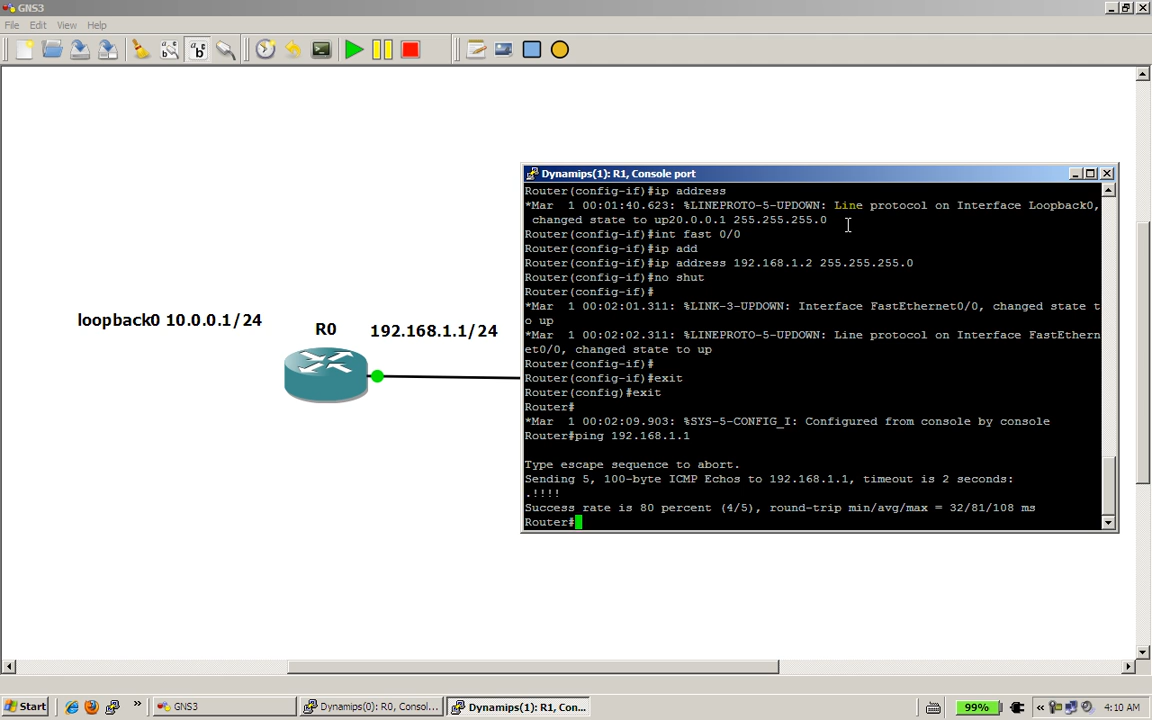 GNS3
File Edit View Help
loopback0 10.0.0.1/24
R0
192.168.1.1/24
Dynamips(1): R1, Console port
Router(config-if)#ip address
*Mar  1 00:01:40.623: %LINEPROTO-5-UPDOWN: Line protocol on Interface Loopback0,
 changed state to up20.0.0.1 255.255.255.0
Router(config-if)#int fast 0/0
Router(config-if)#ip add
Router(config-if)#ip address 192.168.1.2 255.255.255.0
Router(config-if)#no shut
Router(config-if)#
*Mar  1 00:02:01.311: %LINK-3-UPDOWN: Interface FastEthernet0/0, changed state t
o up
*Mar  1 00:02:02.311: %LINEPROTO-5-UPDOWN: Line protocol on Interface FastEthern
et0/0, changed state to up
Router(config-if)#
Router(config-if)#exit
Router(config)#exit
Router#
*Mar  1 00:02:09.903: %SYS-5-CONFIG_I: Configured from console by console
Router#ping 192.168.1.1
Type escape sequence to abort.
Sending 5, 100-byte ICMP Echos to 192.168.1.1, timeout is 2 seconds:
.!!!!
Success rate is 80 percent (4/5), round-trip min/avg/max = 32/81/108 ms
Router#
Start
GNS3
Dynamips(0): R0, Consol...
Dynamips(1): R1, Con...
99%
4:10 AM